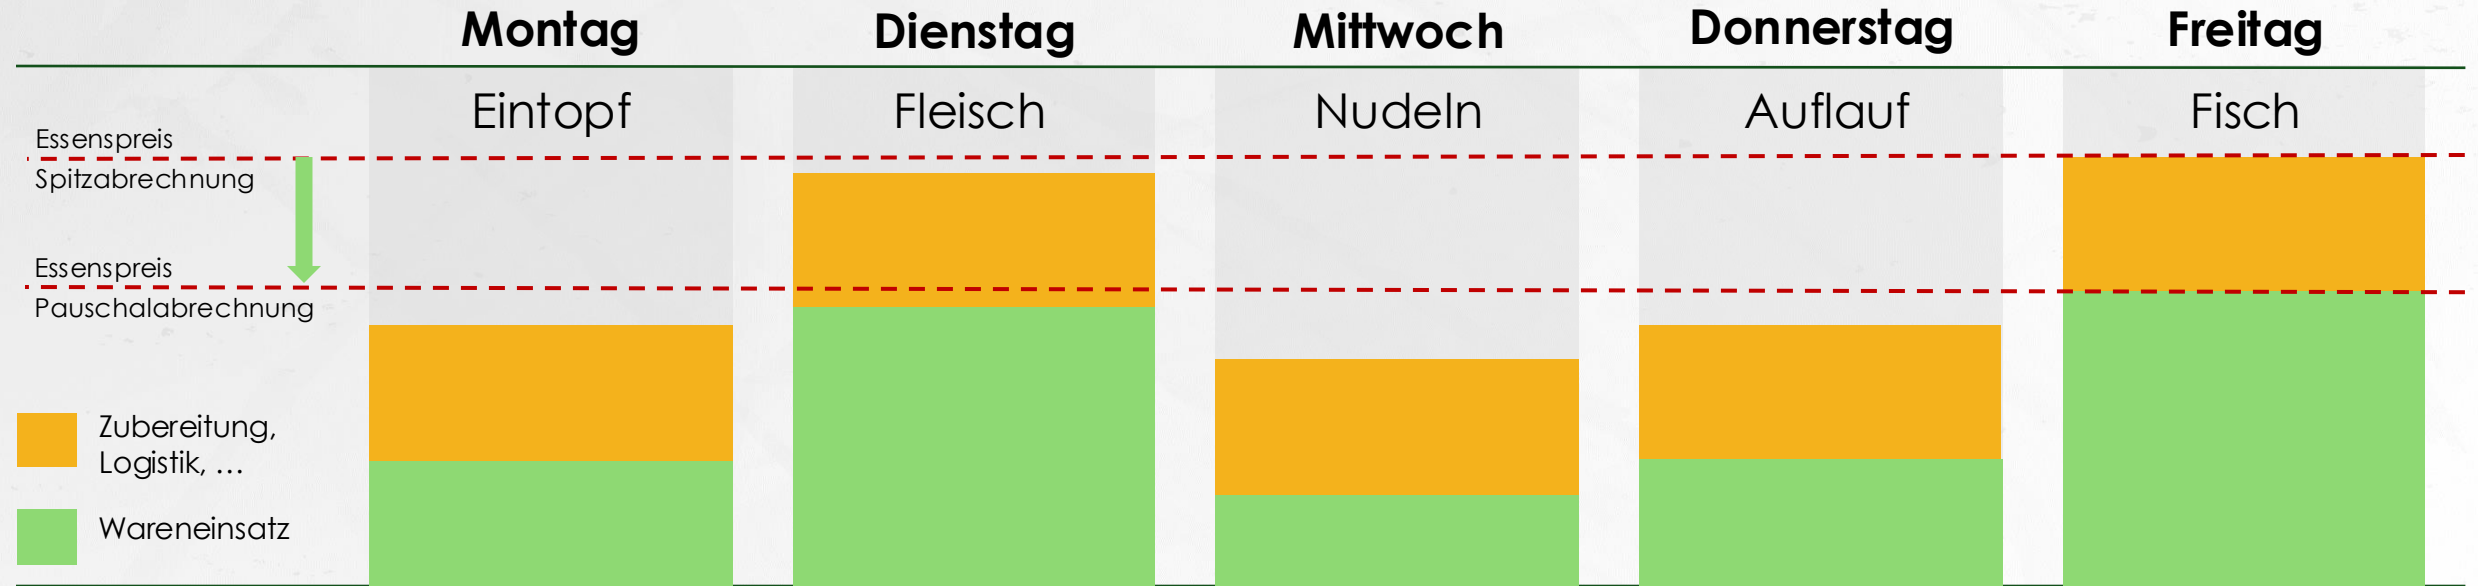 Montag
Dienstag
Mittwoch
Donnerstag
Freitag
Eintopf
Fleisch
Nudeln
Auflauf
Fisch
Essenspreis
Spitzabrechnung
Essenspreis
Pauschalabrechnung
Zubereitung,
Logistik, …
Wareneinsatz